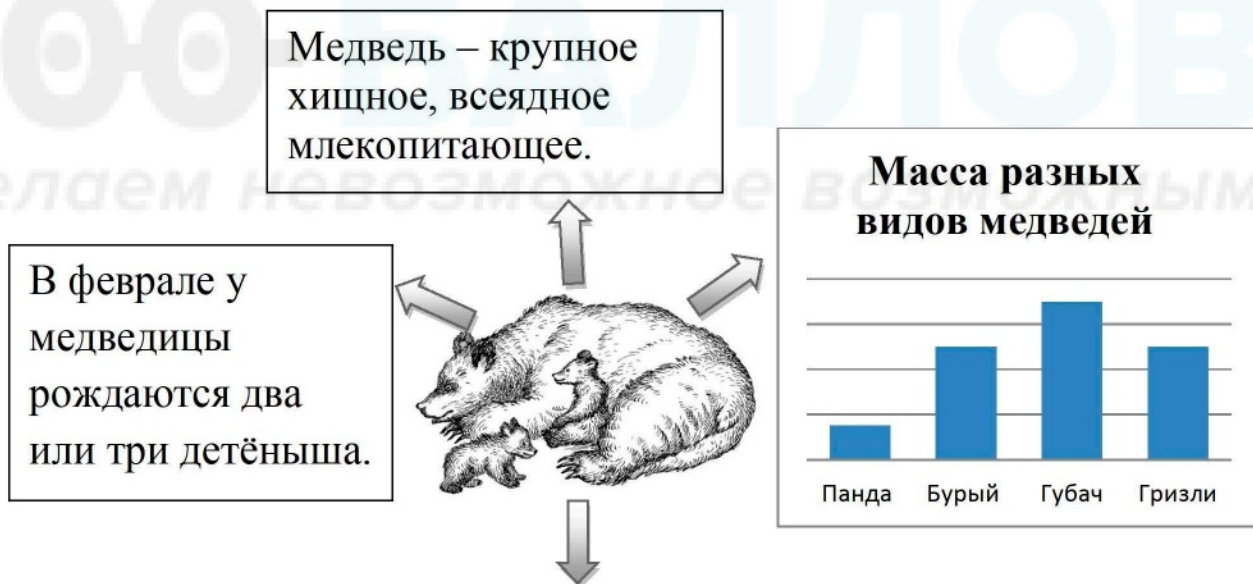 Медведь – крупное
хищное, всеядное
млекопитающее.
Масса разных
видов медведей
В феврале у
медведицы
рождаются два
или три детёныша.
Панда Бурый Губач Гризли